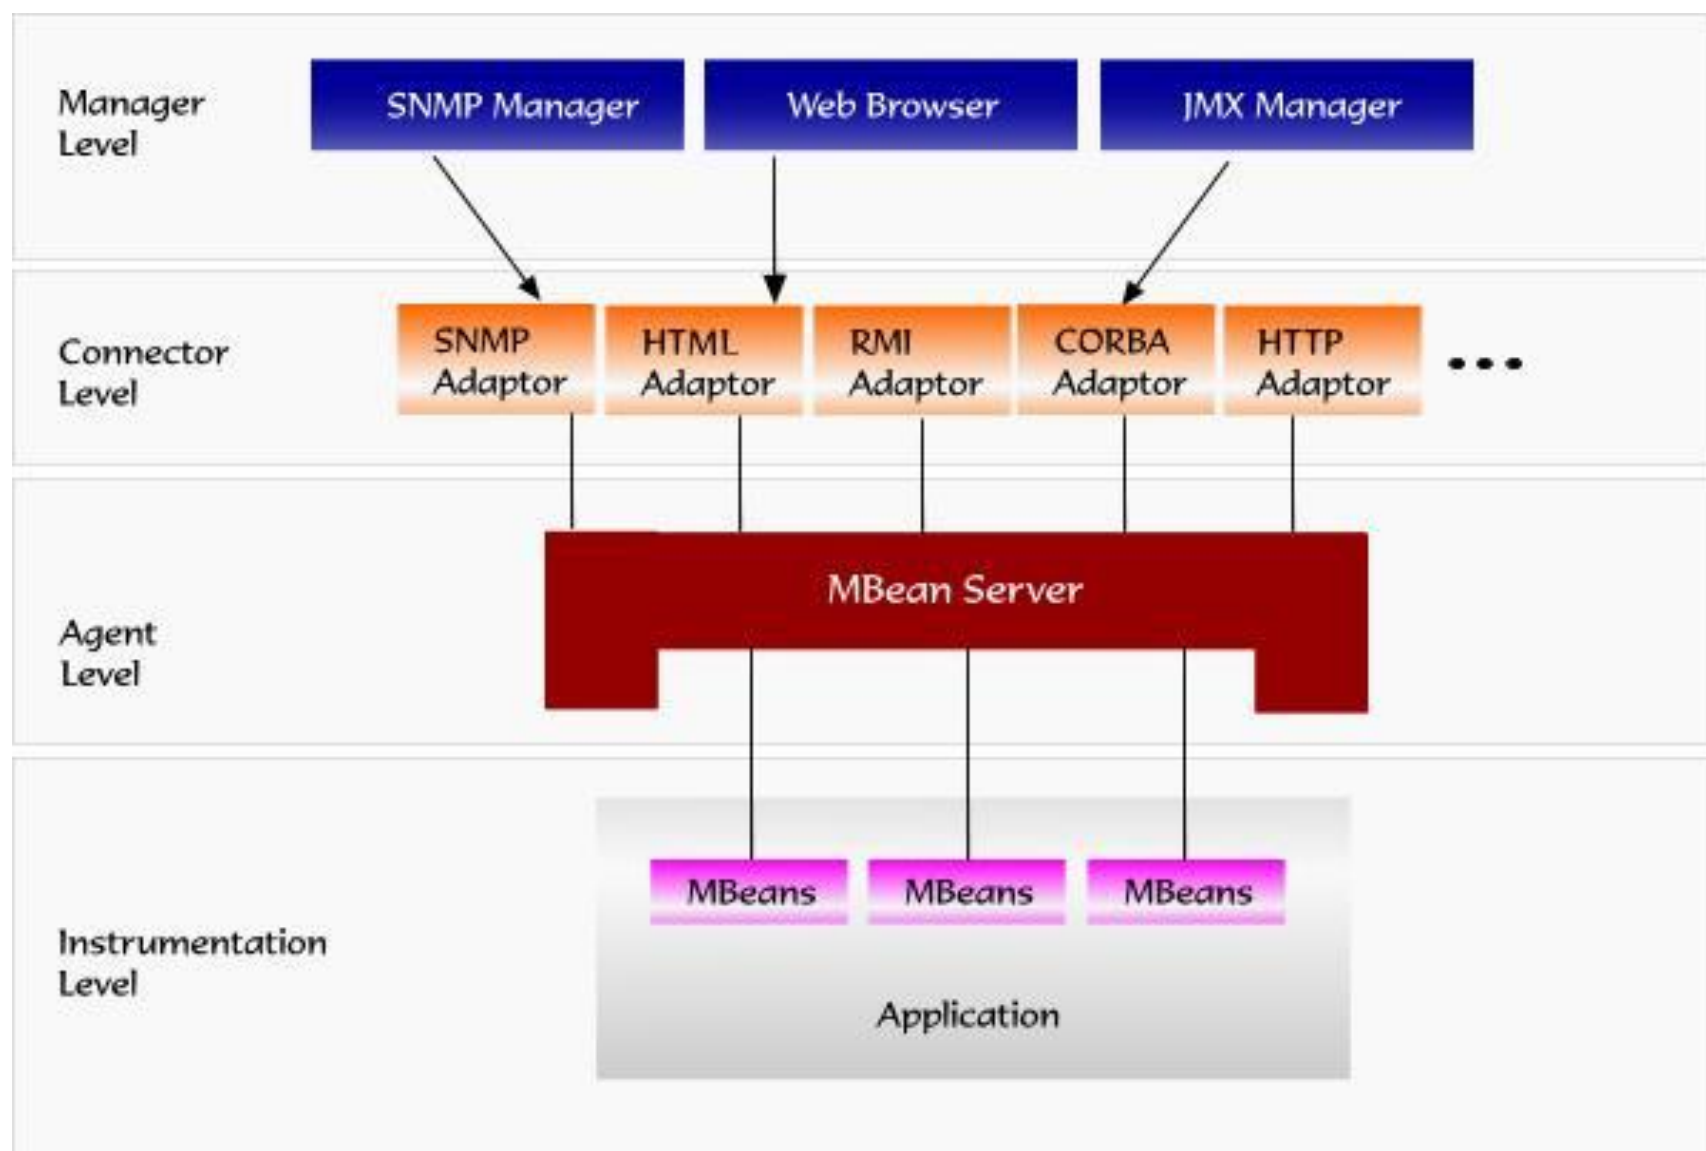 Manager
Level
SNMP Manager
Web Browser
JMX Manager
Connector
Level
SNMP
Adaptor
HTML
Adaptor
RMI
Adaptor
CORBA
Adaptor
HTTP
Adaptor
•••
Agent
Level
MBean Server
Instrumentation
Level
MBeans
MBeans
MBeans
Application